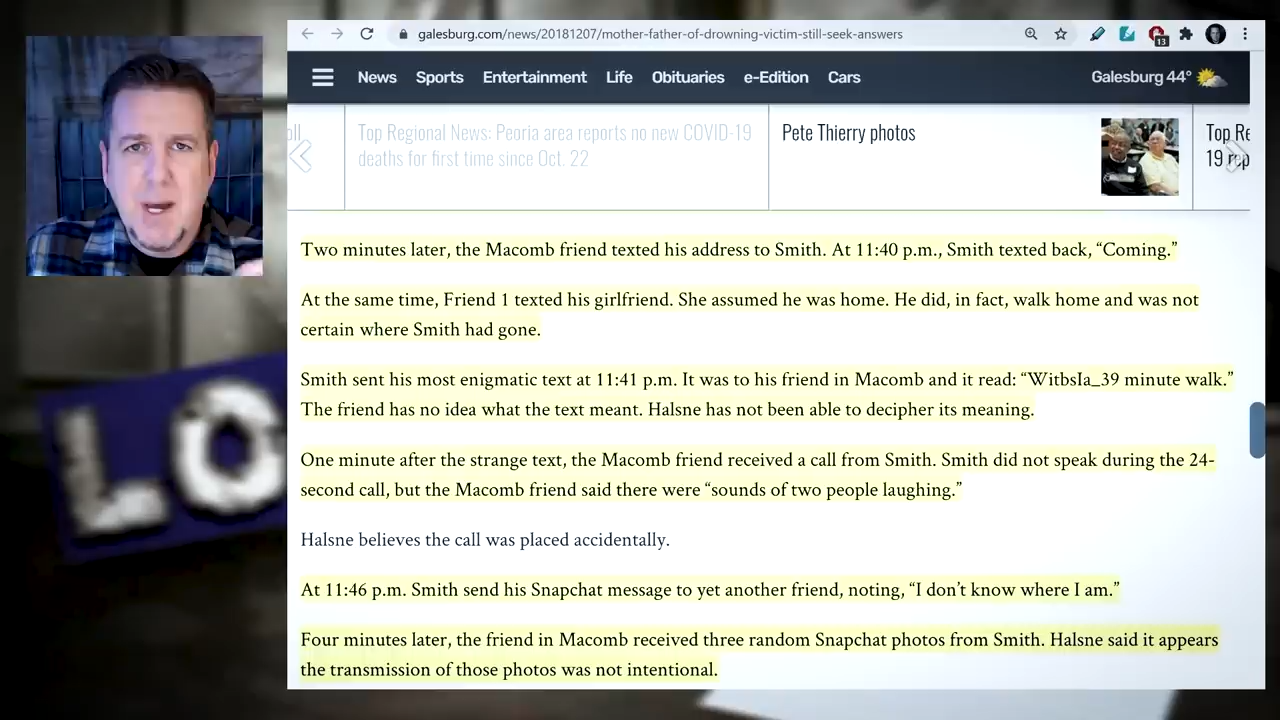 galesburg.com/news/20181207/mother-father-of-drowning-victim-still-seek-answers
13
News Sports Entertainment Life Obituaries e-Edition Cars
Galesburg 44°
oll
Top Regional News: Peoria area reports no new COVID-19
deaths for first time since Oct. 22
Pete Thierry photos
Top Re
19 rep
Two minutes later, the Macomb friend texted his address to Smith. At 11:40 p.m., Smith texted back, “Coming.”
At the same time, Friend 1 texted his girlfriend. She assumed he was home. He did, in fact, walk home and was not
certain where Smith had gone.
Smith sent his most enigmatic text at 11:41 p.m. It was to his friend in Macomb and it read: “WitbsIa_39 minute walk.”
The friend has no idea what the text meant. Halsne has not been able to decipher its meaning.
One minute after the strange text, the Macomb friend received a call from Smith. Smith did not speak during the 24-
second call, but the Macomb friend said there were “sounds of two people laughing.”
Halsne believes the call was placed accidentally.
At 11:46 p.m. Smith send his Snapchat message to yet another friend, noting, “I don’t know where I am.”
Four minutes later, the friend in Macomb received three random Snapchat photos from Smith. Halsne said it appears
the transmission of those photos was not intentional.
LO